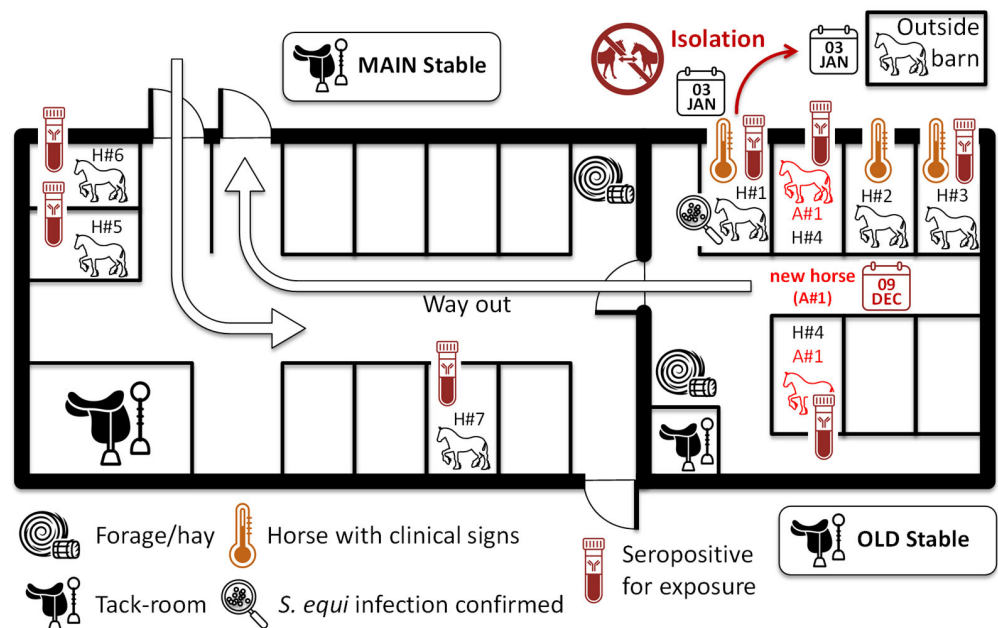 MAIN Stable
Isolation
03
JAN
03
JAN
Outside
barn
H#6
H#5
H#1
A#1
H#4
H#2
H#3
new horse
(A#1)
09
DEC
Way out
H#4
A#1
H#7
Forage/hay
Horse with clinical signs
Seropositive
for exposure
OLD Stable
Tack-room
S. equi infection confirmed